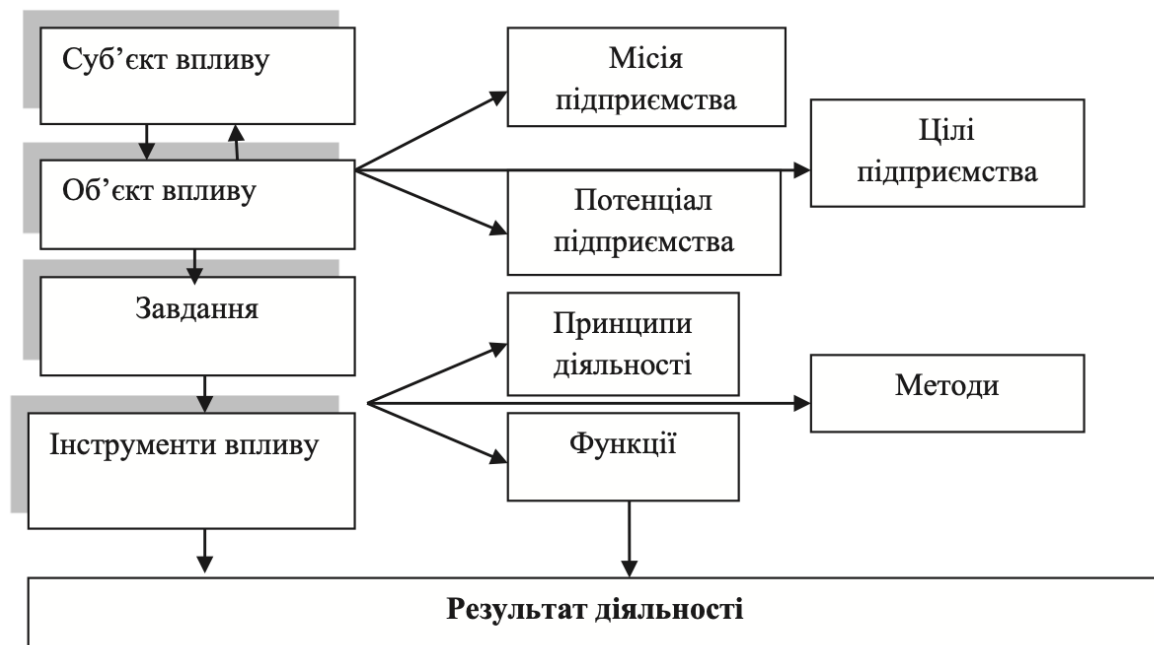 Суб’єкт впливу
Місія
підприємства
Цілі
підприємства
Об’єкт впливу
Потенціал
підприємства
Завдання
Принципи
діяльності
Методи
Інструменти впливу
Функції
Результат діяльності